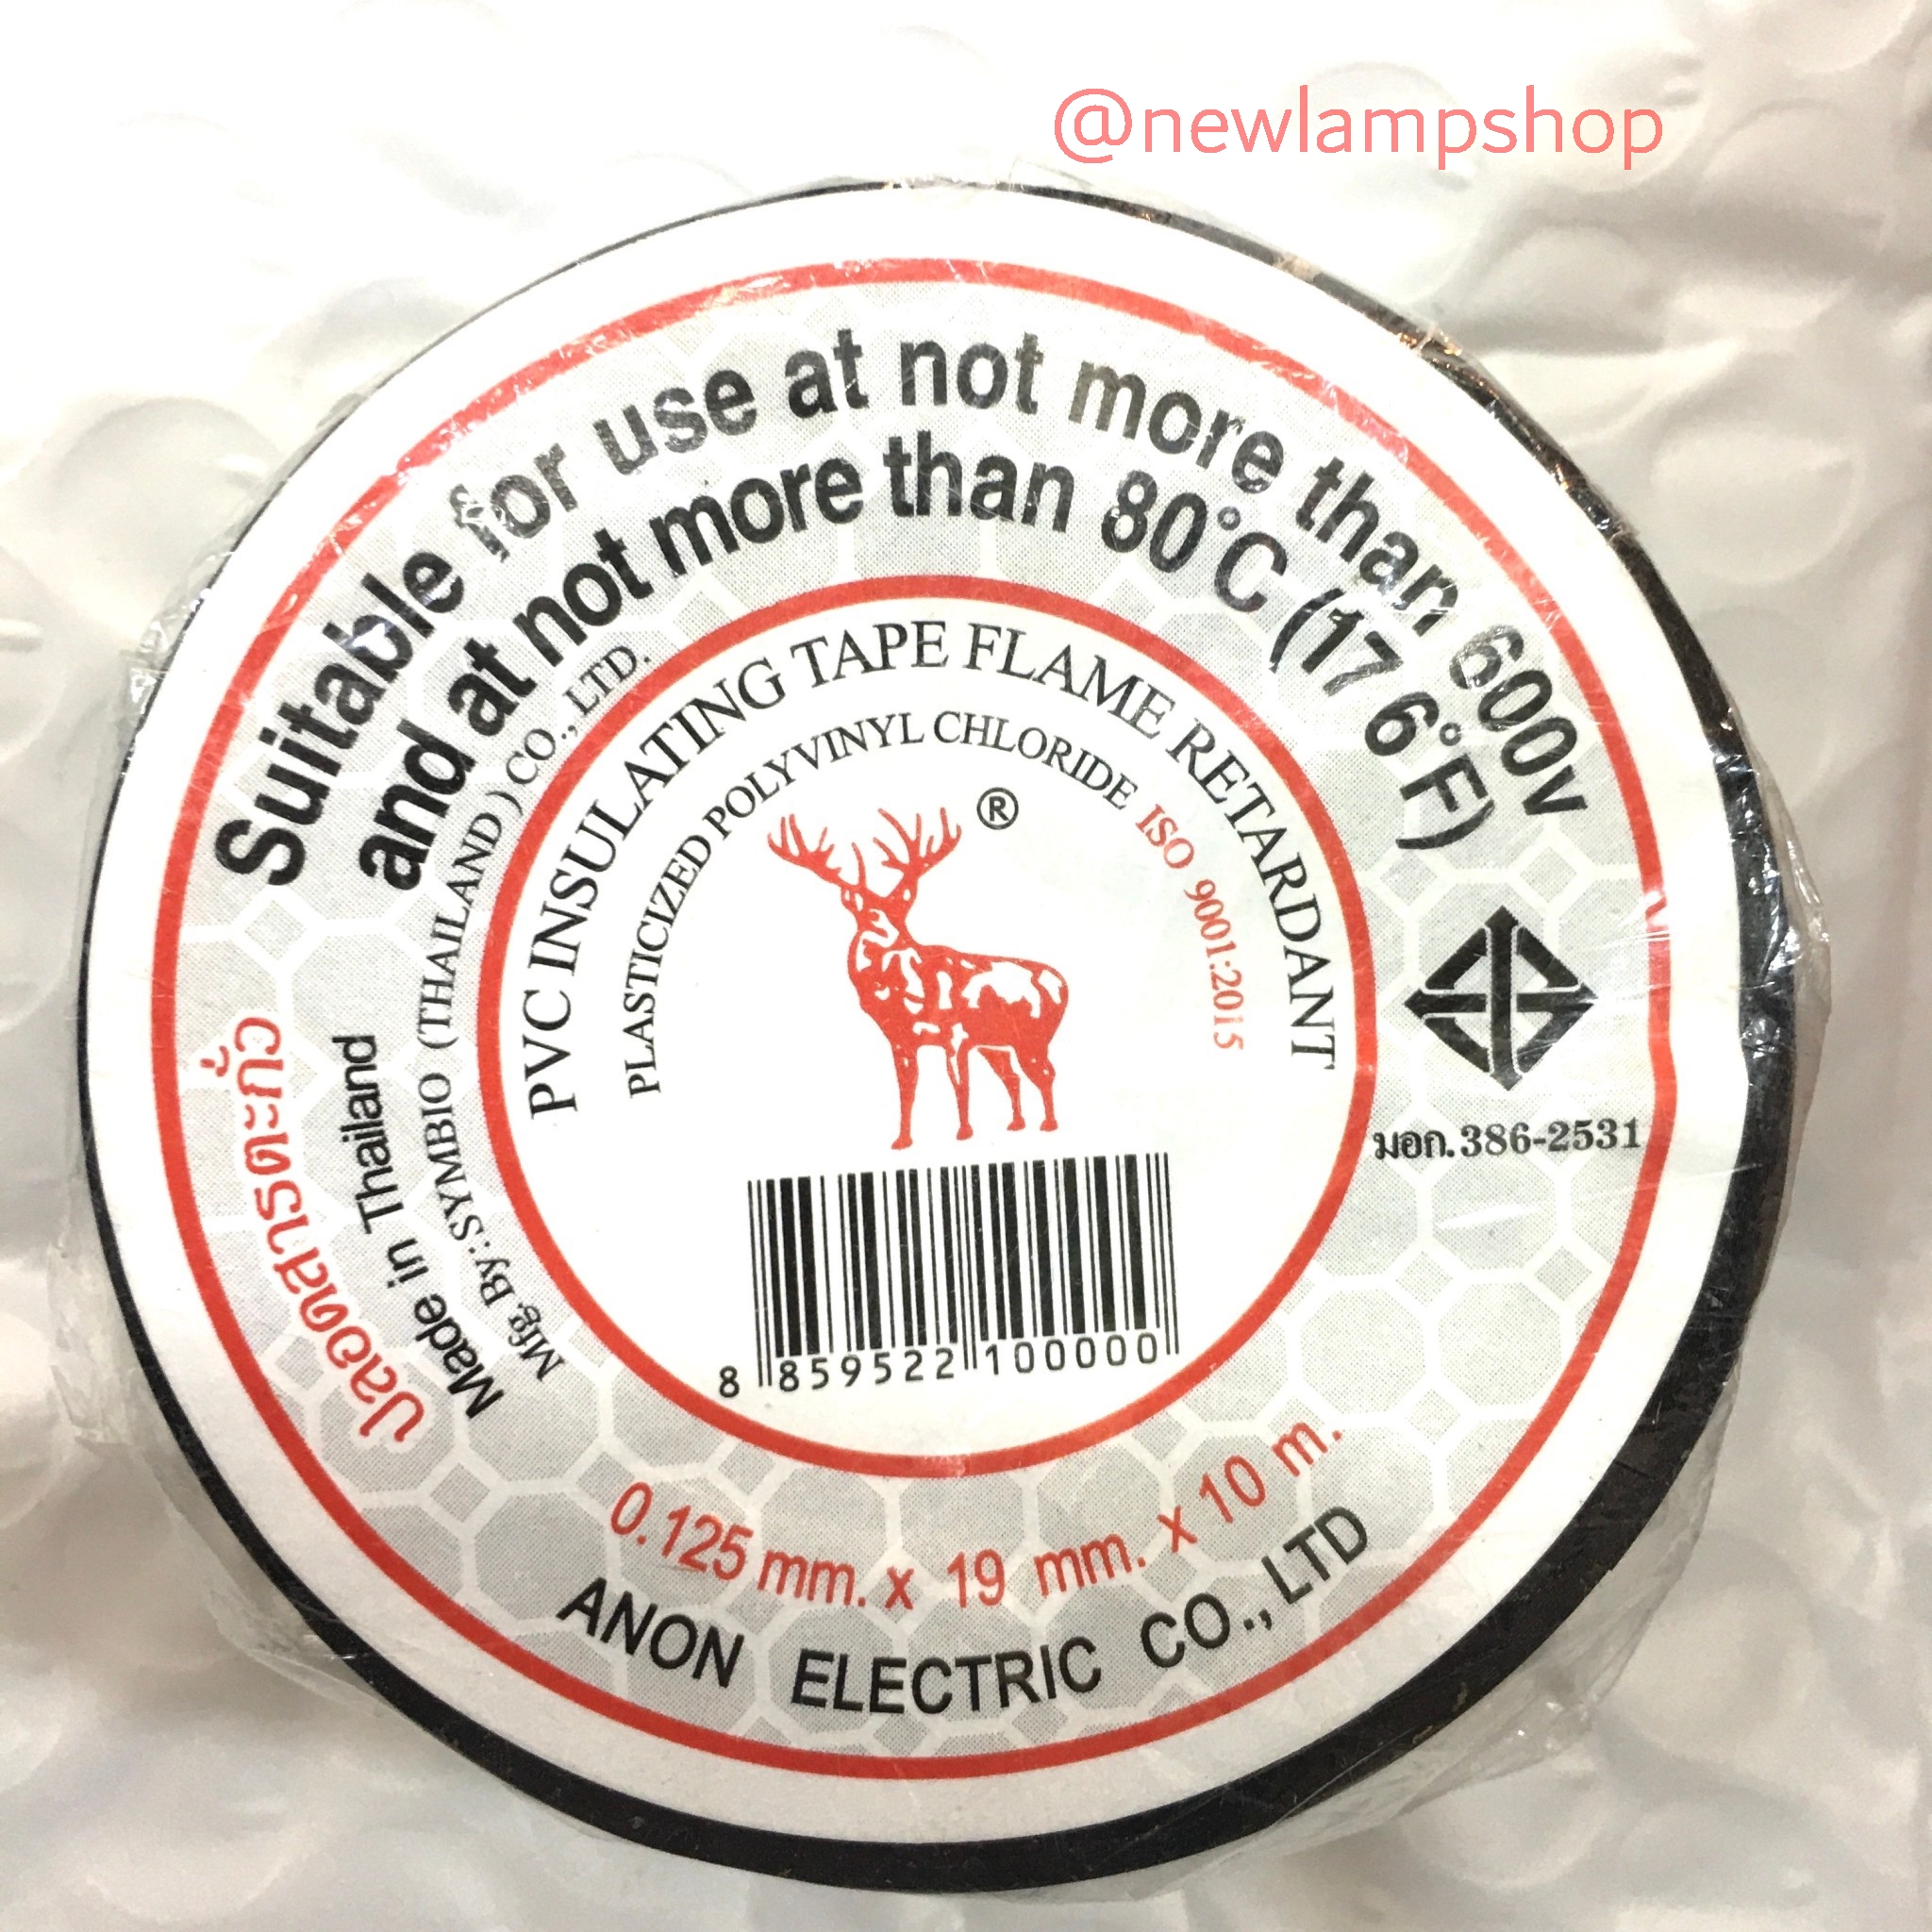 @newlampshop
Suitable for use at not more than 600v
and at not more than 80°C (176°F)
PVC INSULATING TAPE FLAME RETARDANT
PLASTICIZED POLYVINYL CHLORIDE ISO 9001:2015
®
มอก.386-2531
ปลอดสารตะกั่ว
Made in Thailand
Mfg. By:.SYMBIO (THAILAND) CO., LTD.
8 859522 100000
0.125 mm. x 19 mm. x 10 m.
ANON ELECTRIC CO., LTD